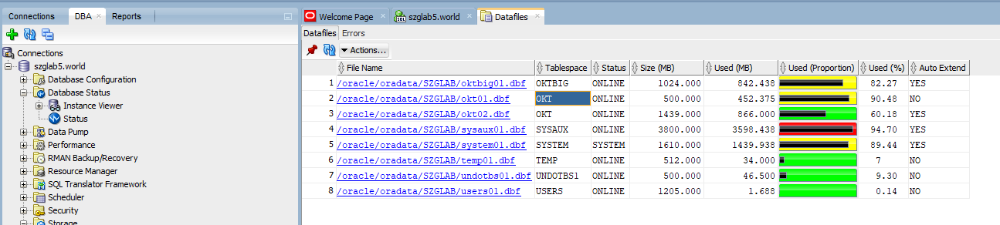 Connections DBA Reports
Connections
szglab5.world
Database Configuration
Database Status
Instance Viewer
Status
Data Pump
Performance
RMAN Backup/Recovery
Resource Manager
SQL Translator Framework
Scheduler
Security
Storage
Welcome Page szglab5.world Datafiles
Datafiles Errors
Actions...
File Name Tablespace Status Size (MB) Used (MB) Used (Proportion) Used (%) Auto Extend
1 /oracle/oradata/SZGLAB/oktbig01.dbf OKTBIG ONLINE 1024.000 842.438 82.27 YES
2 /oracle/oradata/SZGLAB/okt01.dbf OKT ONLINE 500.000 452.375 90.48 NO
3 /oracle/oradata/SZGLAB/okt02.dbf OKT ONLINE 1439.000 866.000 60.18 YES
4 /oracle/oradata/SZGLAB/sysaux01.dbf SYSAUX ONLINE 3800.000 3598.438 94.70 YES
5 /oracle/oradata/SZGLAB/system01.dbf SYSTEM SYSTEM 1610.000 1439.938 89.44 YES
6 /oracle/oradata/SZGLAB/temp01.dbf TEMP ONLINE 512.000 34.000 7 NO
7 /oracle/oradata/SZGLAB/undotbs01.dbf UNDOTBS1 ONLINE 500.000 46.500 9.30 NO
8 /oracle/oradata/SZGLAB/users01.dbf USERS ONLINE 1205.000 1.688 0.14 NO